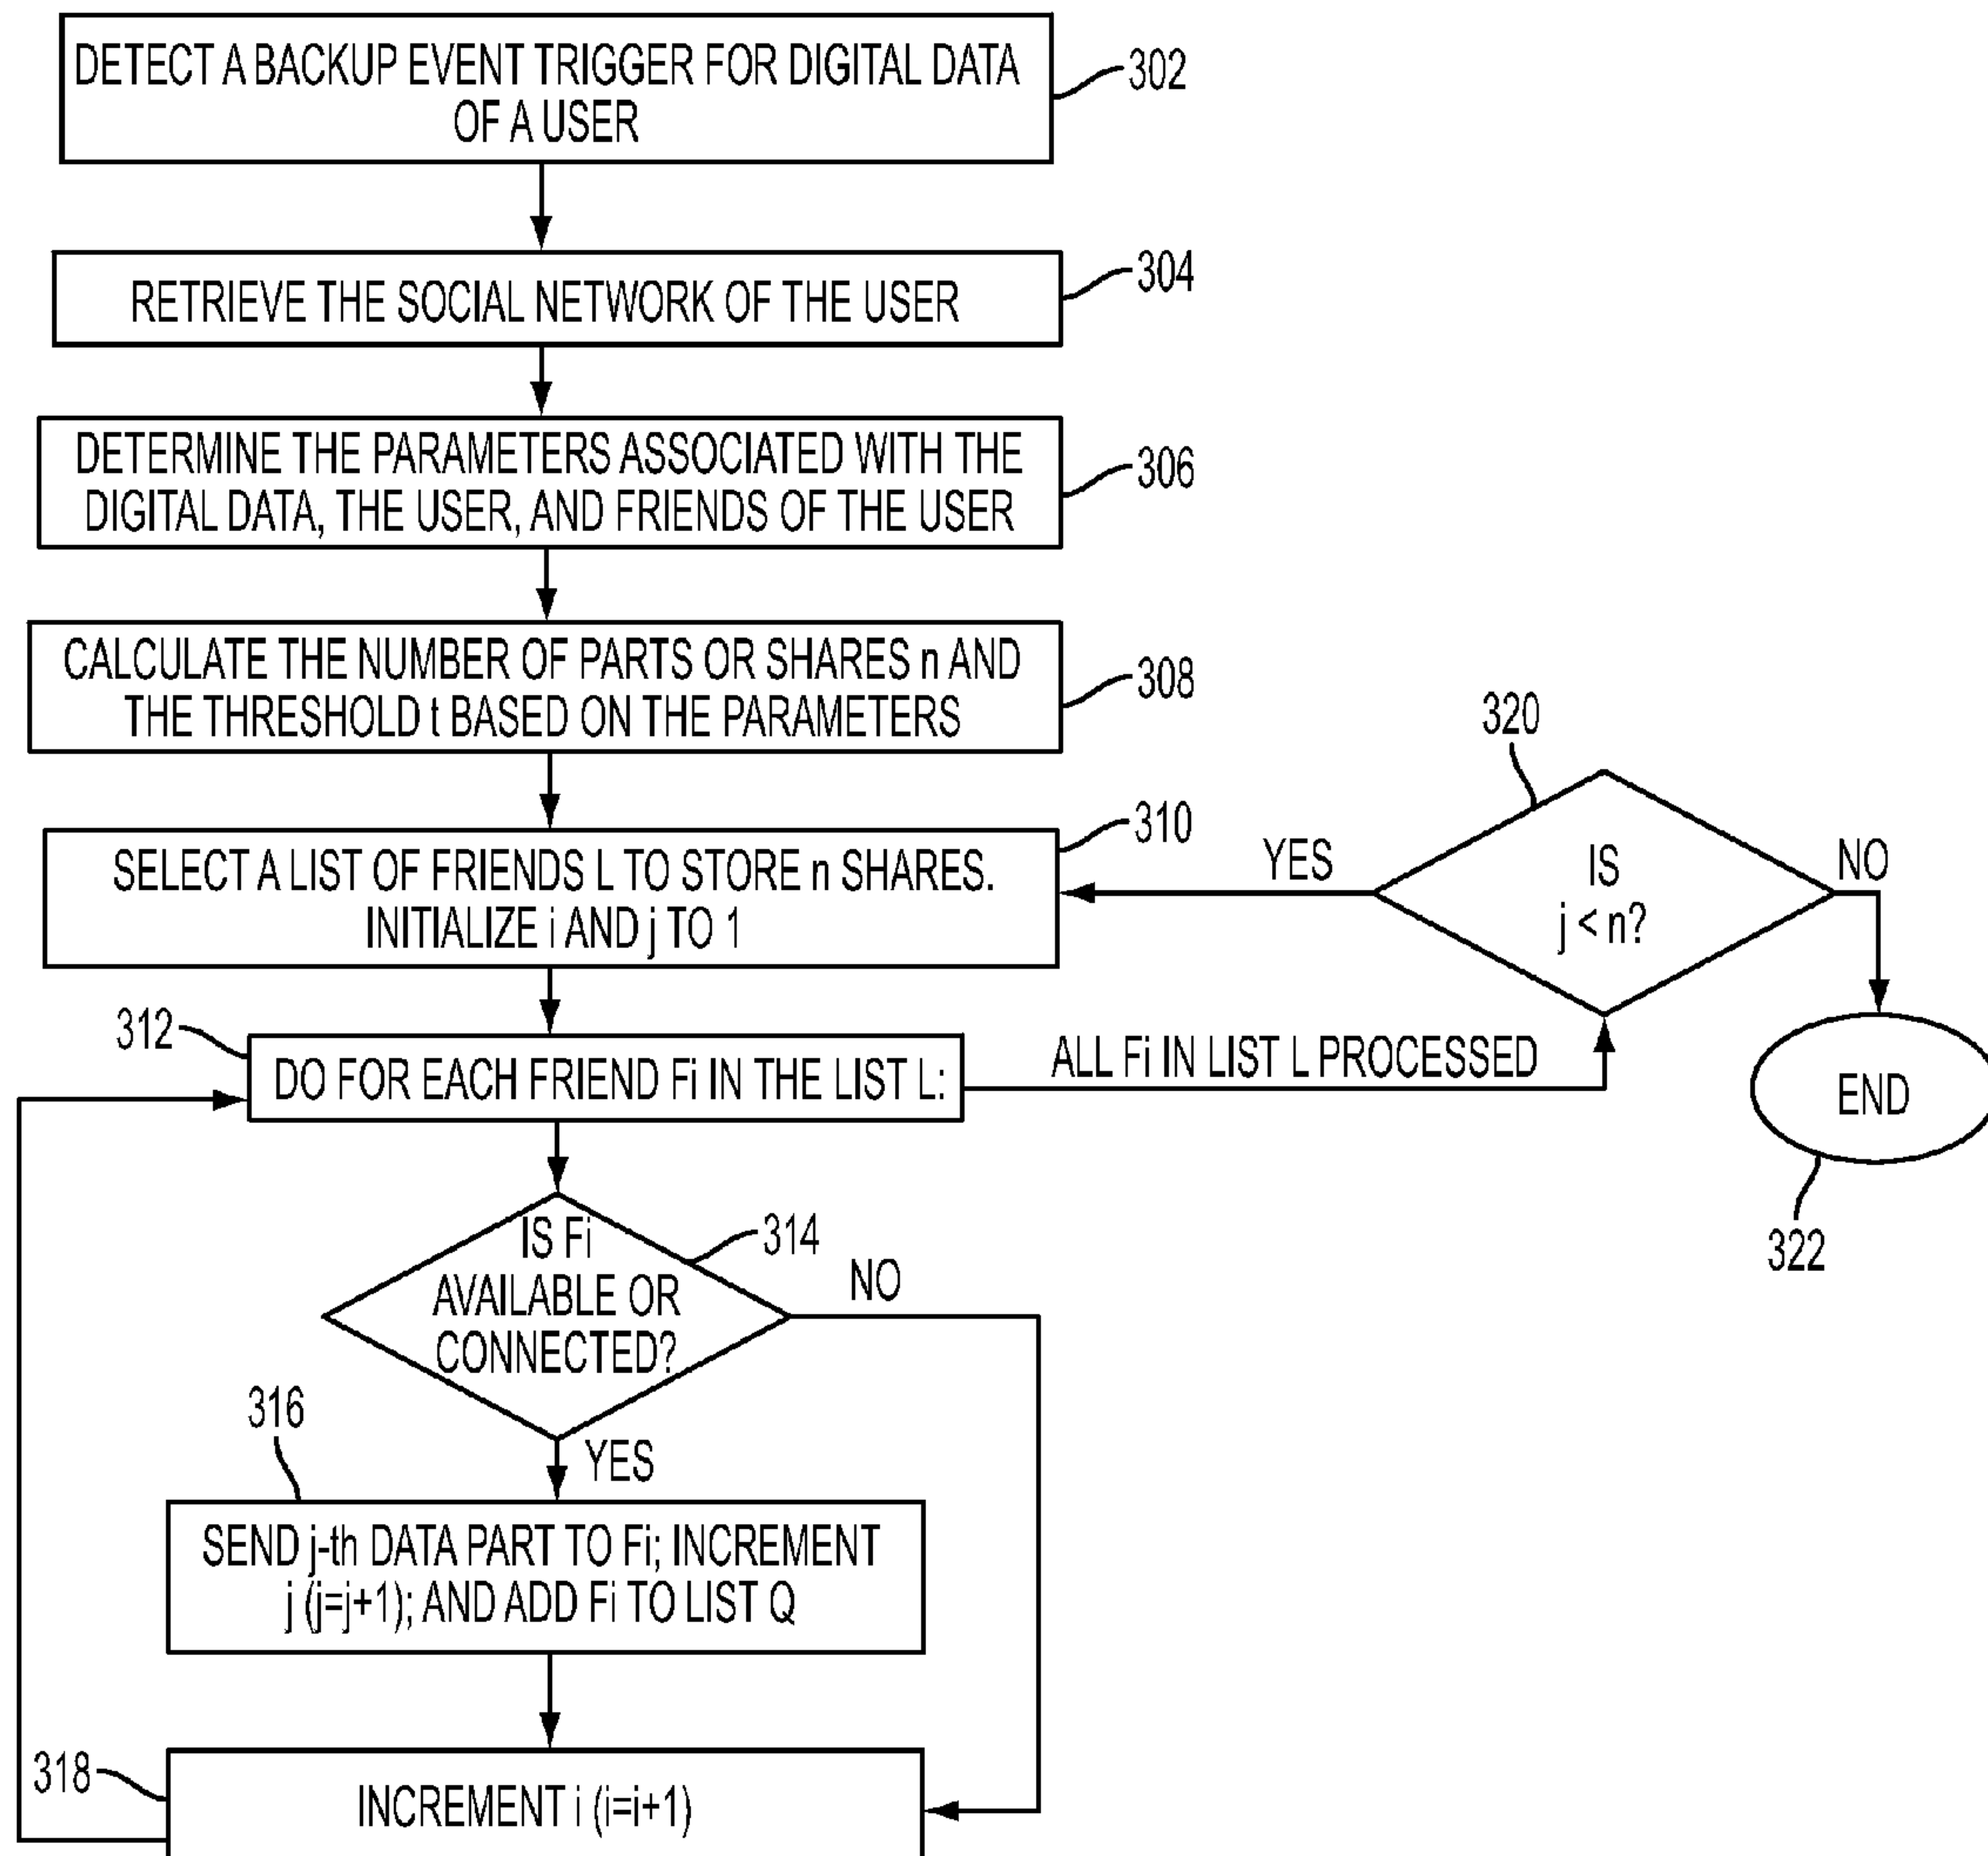 DETECT A BACKUP EVENT TRIGGER FOR DIGITAL DATA
OF A USER
302
RETRIEVE THE SOCIAL NETWORK OF THE USER
304
DETERMINE THE PARAMETERS ASSOCIATED WITH THE
DIGITAL DATA, THE USER, AND FRIENDS OF THE USER
306
CALCULATE THE NUMBER OF PARTS OR SHARES n AND
THE THRESHOLD t BASED ON THE PARAMETERS
308
SELECT A LIST OF FRIENDS L TO STORE n SHARES.
INITIALIZE i AND j TO 1
310
320
IS
j < n?
YES
NO
312
DO FOR EACH FRIEND Fi IN THE LIST L:
ALL Fi IN LIST L PROCESSED
END
322
IS Fi
AVAILABLE OR
CONNECTED?
314
NO
YES
316
SEND j-th DATA PART TO Fi; INCREMENT
j (j=j+1); AND ADD Fi TO LIST Q
318
INCREMENT i (i=i+1)